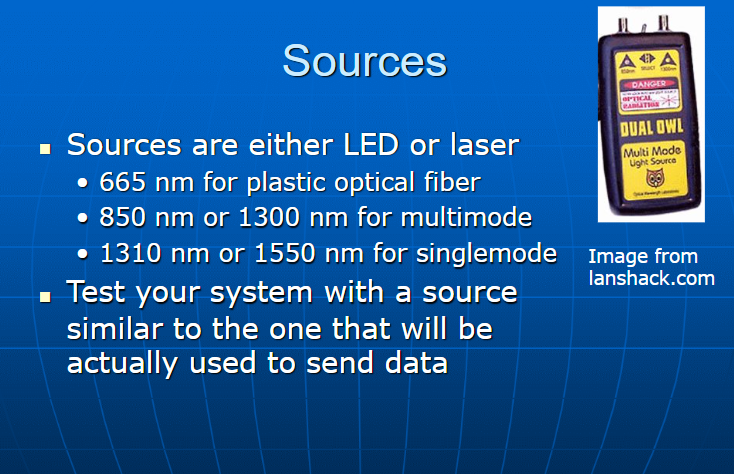 Sources
Sources are either LED or laser
665 nm for plastic optical fiber
850 nm or 1300 nm for multimode
1310 nm or 1550 nm for singlemode
Test your system with a source
similar to the one that will be
actually used to send data
850nm SELECT 1300nm
DANGER
OPTICAL
RADIATION
DUAL OWL
Multi Mode
Light Source
Image from
lanshack.com